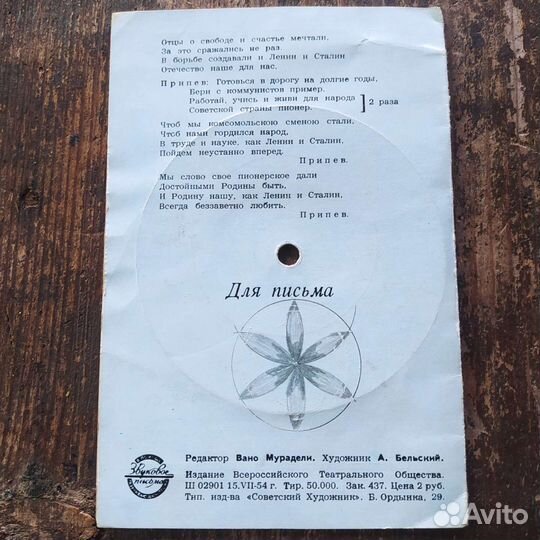 Отцы о свободе и счастье мечтали,
За это сражались не раз.
В борьбе создавали и Ленин и Сталин
Отечество наше для нас.
Припев: Готовься в дорогу на долгие годы,
Бери с коммунистов пример.
Работай, учись и живи для народа
Советской страны пионер.
2 раза
Чтоб мы комсомольскою сменою стали,
Чтоб нами гордился народ,
В труде и науке, как Ленин и Сталин,
Пойдем неустанно вперед.
Припев.
Мы слово свое пионерское дали
Достойными Родины быть.
И Родину нашу, как Ленин и Сталин,
Всегда беззаветно любить.
Припев.
Для письма
Звуковое
письмо
Редактор Вано Мурадели. Художник А. Бельский.
Издание Всероссийского Театрального Общества.
Ш 02901 15.VII-54 г. Тир. 50.000. Зак. 437. Цена 2 руб.
Тип. изд-ва «Советский Художник». Б. Ордынка, 29.
Avito